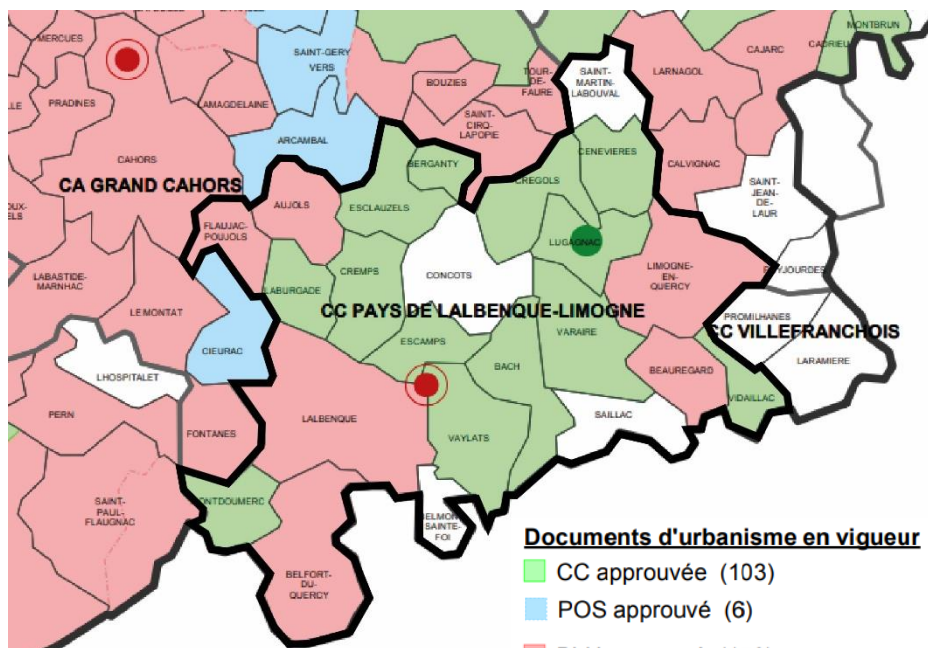 MONTBRUN
MERCUES
SAINT-GERY
VERS
CAJARC
CADRIEU
SAINT-
MARTIN-
LABOUVAL
LARNAGOL
TOUR-
DE-
FAURE
BOUZIES
PRADINES
LAMAGDELAINE
SAINT-
CIRQ-
LAPOPIE
ARCAMBAL
CENEVIERES
CAHORS
BERGANTY
CALVIGNAC
CA GRAND CAHORS
CREGOLS
SAINT-
JEAN-
DE-
LAUR
AUJOLS
ESCLAUZELS
FLAUJAC-
POUJOLS
LUGAGNAC
LABASTIDE-
MARNHAC
CREMPS
CONCOTS
LIMOGNE-
EN-
QUERCY
LABURGADE
LE MONTAT
CC PAYS DE LALBENQUE-LIMOGNE
PROMILHANES
CC VILLEFRANCHOIS
VARAIRE
CIEURAC
ESCAMPS
LARAMIERE
BACH
LHOSPITALET
BEAUREGARD
VIDAILLAC
PERN
LALBENQUE
SAILLAC
FONTANES
VAYLATS
SAINT-
PAUL-
FLAUGNAC
SAINTE-
FOI
BELFORT-
DU-
QUERCY
Documents d'urbanisme en vigueur
CC approuvée (103)
POS approuvé (6)